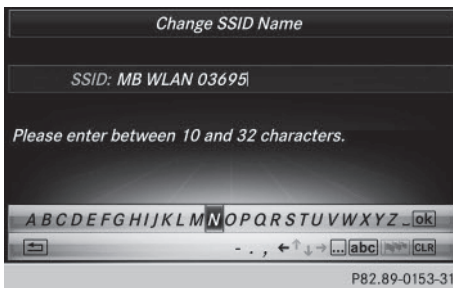 Change SSID Name
SSID: MB WLAN 03695
Please enter between 10 and 32 characters.
A B C D E F G H I J K L M N O P Q R S T U V W X Y Z _ ok
- . , ←↑↓→ ... abc CLR
P82.89-0153-31